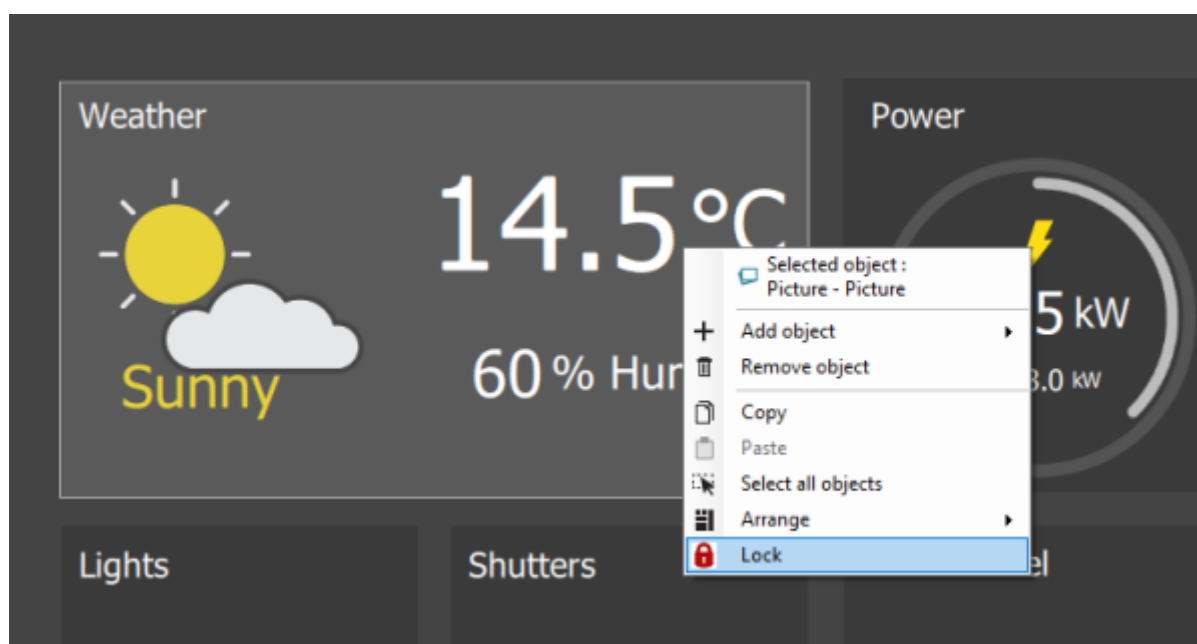 Weather
14.5°C
Sunny
60 % Hur
Power
5 kW
.0 kW
Selected object :
Picture - Picture
Add object
Remove object
Copy
Paste
Select all objects
Arrange
Lock
Lights
Shutters
el